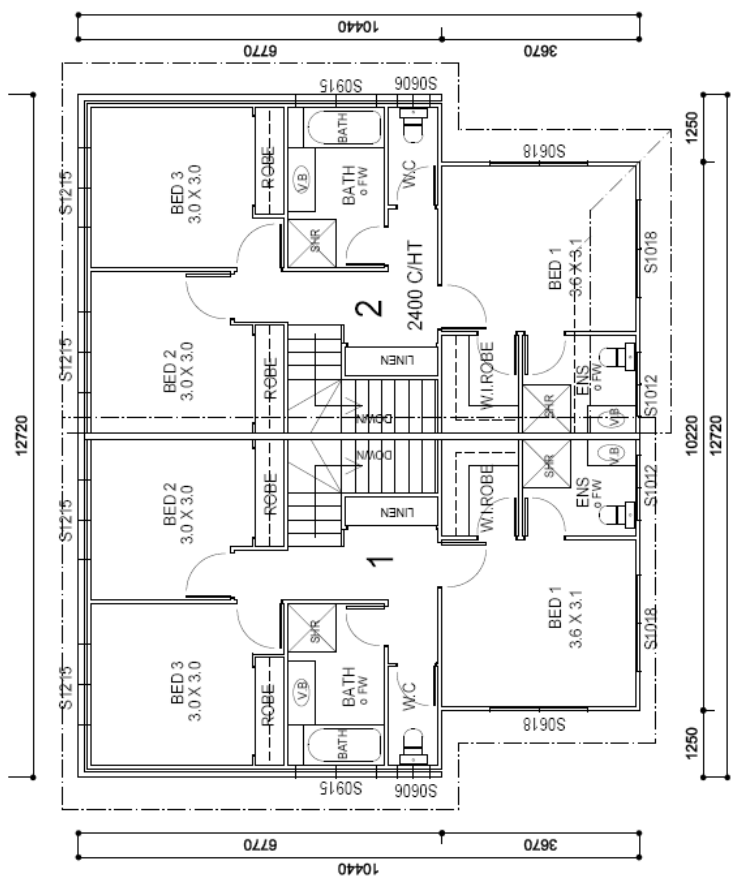 10440
6770
3670
S0915
S0606
12720
1250
S1215
BED 3
3.0 X 3.0
ROBE
BATH
V.B
BATH
o FW
SHR
W.C
S0618
2
2400 C/HT
BED 1
3.6 X 3.1
S1018
S1215
BED 2
3.0 X 3.0
ROBE
LINEN
DOWN
W.I.ROBE
SHR
ENS
o FW
V.B
S1012
12720
10220
S1215
BED 2
3.0 X 3.0
ROBE
DOWN
LINEN
W.I.ROBE
SHR
V.B
ENS
o FW
S1012
1
BED 1
3.6 X 3.1
S1018
S1215
BED 3
3.0 X 3.0
ROBE
SHR
V.B
BATH
o FW
BATH
W.C
S0618
1250
S0915
S0606
6770
3670
10440